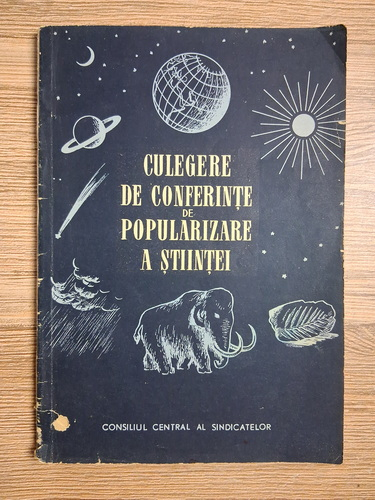 CULEGERE
DE CONFERINȚE
DE
POPULARIZARE
A ȘTIINȚEI
CONSILIUL CENTRAL AL SINDICATELOR